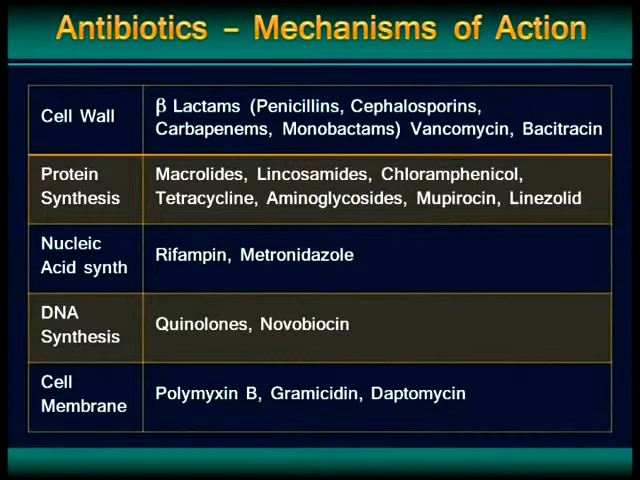 Antibiotics – Mechanisms of Action
Cell Wall
β Lactams (Penicillins, Cephalosporins,
Carbapenems, Monobactams) Vancomycin, Bacitracin
Protein
Synthesis
Macrolides, Lincosamides, Chloramphenicol,
Tetracycline, Aminoglycosides, Mupirocin, Linezolid
Nucleic
Acid synth
Rifampin, Metronidazole
DNA
Synthesis
Quinolones, Novobiocin
Cell
Membrane
Polymyxin B, Gramicidin, Daptomycin